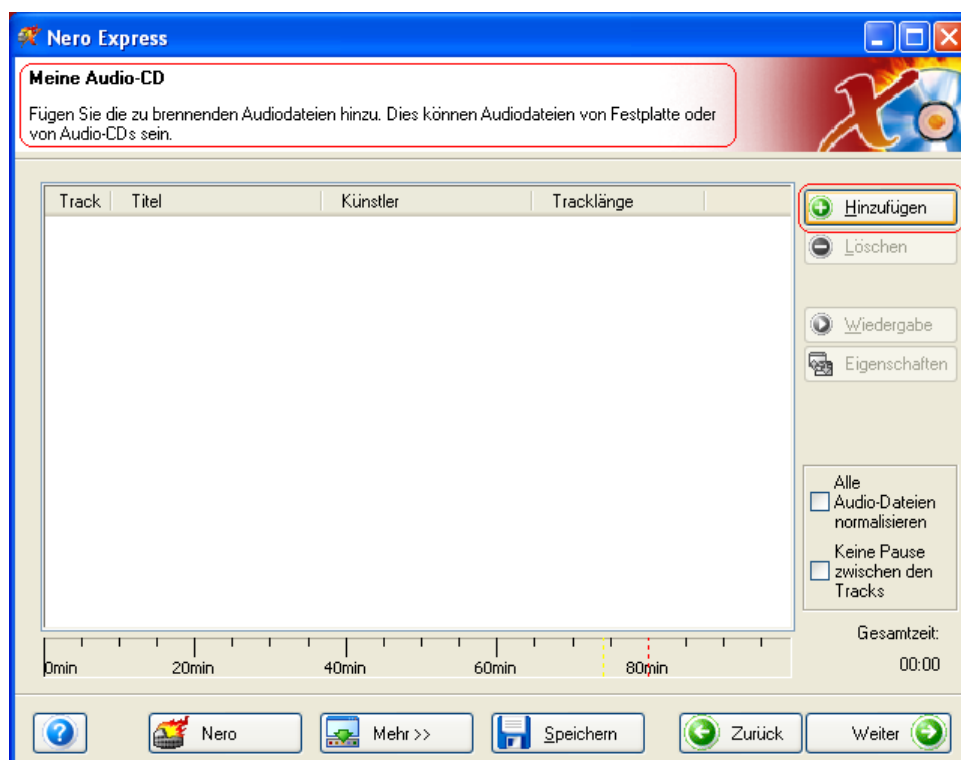 Nero Express
Meine Audio-CD
Fügen Sie die zu brennenden Audiodateien hinzu. Dies können Audiodateien von Festplatte oder
von Audio-CDs sein.
Track Titel Künstler Tracklänge
Hinzufügen
Löschen
Wiedergabe
Eigenschaften
Alle
Audio-Dateien
normalisieren
Keine Pause
zwischen den
Tracks
Gesamtzeit:
00:00
0min 20min 40min 60min 80min
Nero Mehr >> Speichern Zurück Weiter